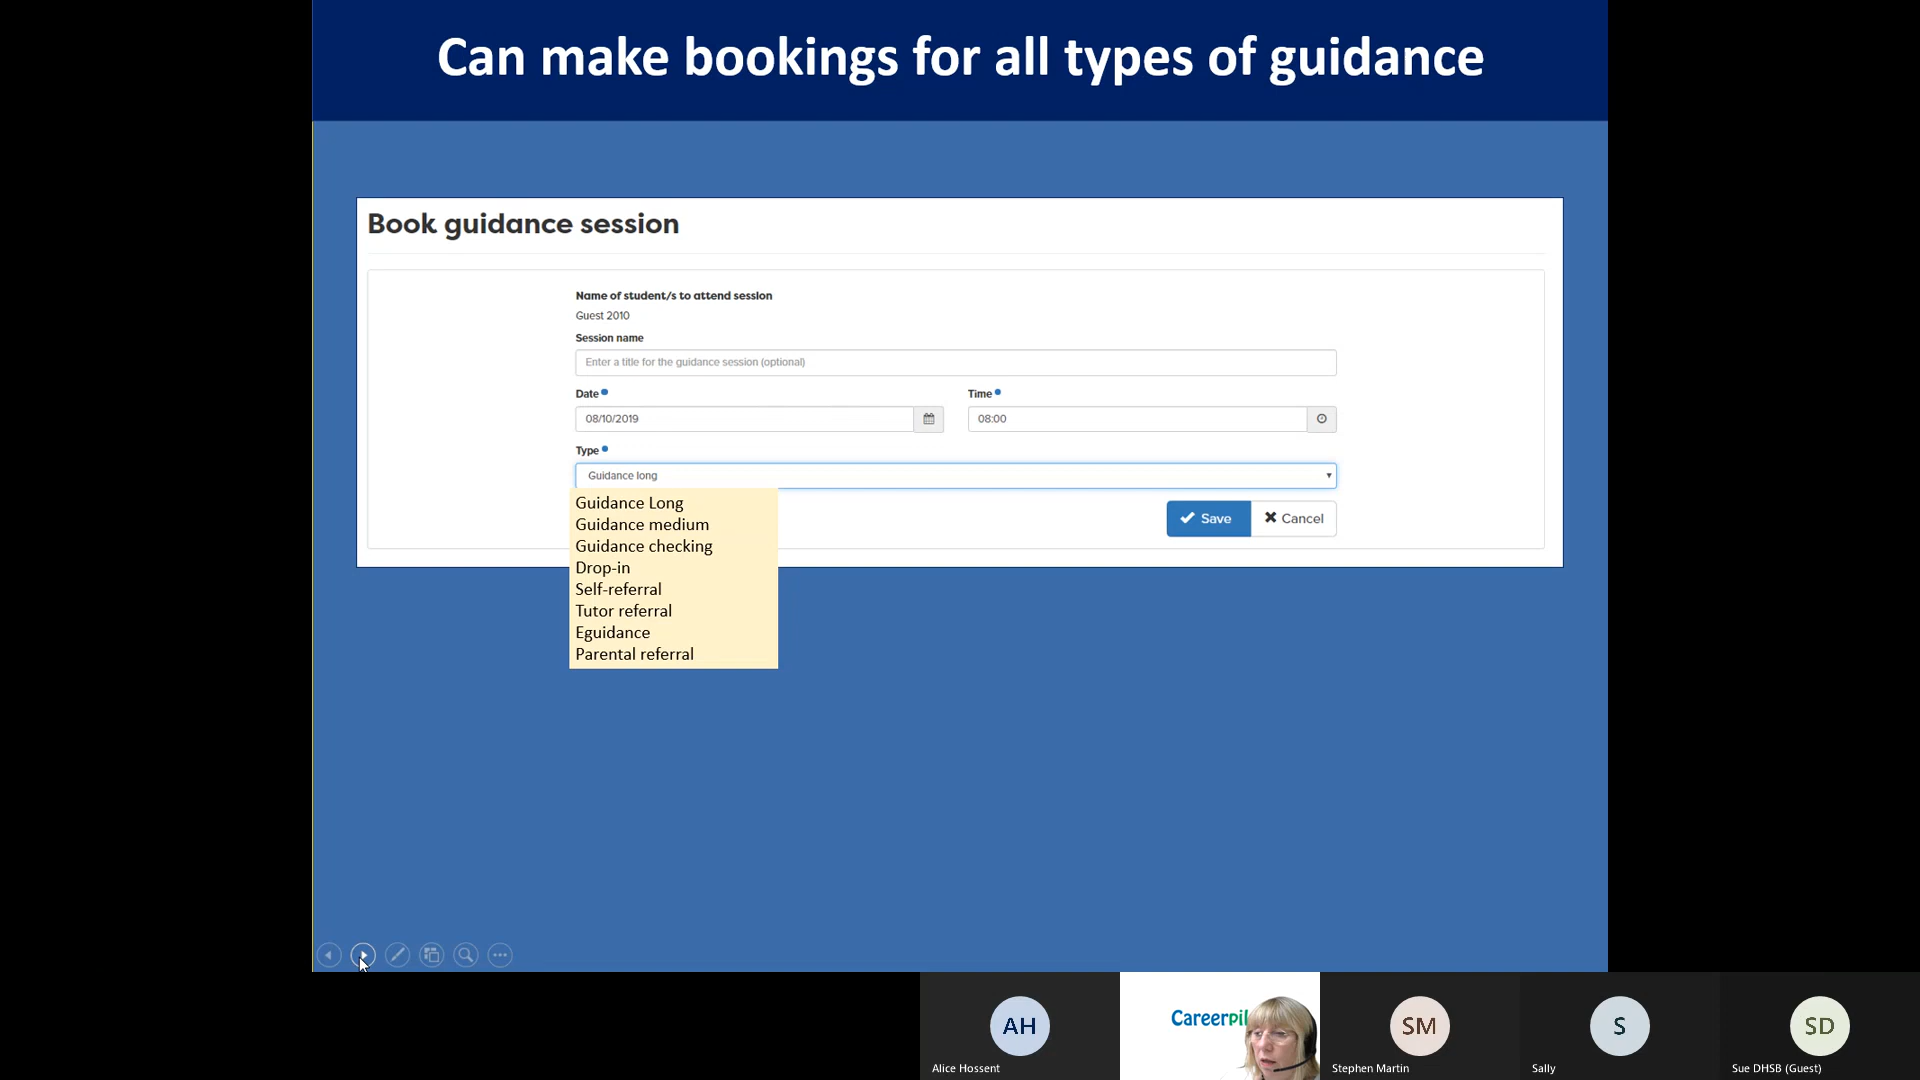 Can make bookings for all types of guidance
Book guidance session
Name of student/s to attend session
Guest 2010
Session name
Enter a title for the guidance session (optional)
Date Time
08/10/2019 08:00
Type
Guidance long
Guidance Long
Guidance medium
Guidance checking
Drop-in
Self-referral
Tutor referral
Eguidance
Parental referral
Save Cancel
AH Careerpil SM S SD
Alice Hossent Stephen Martin Sally Sue DHSB (Guest)